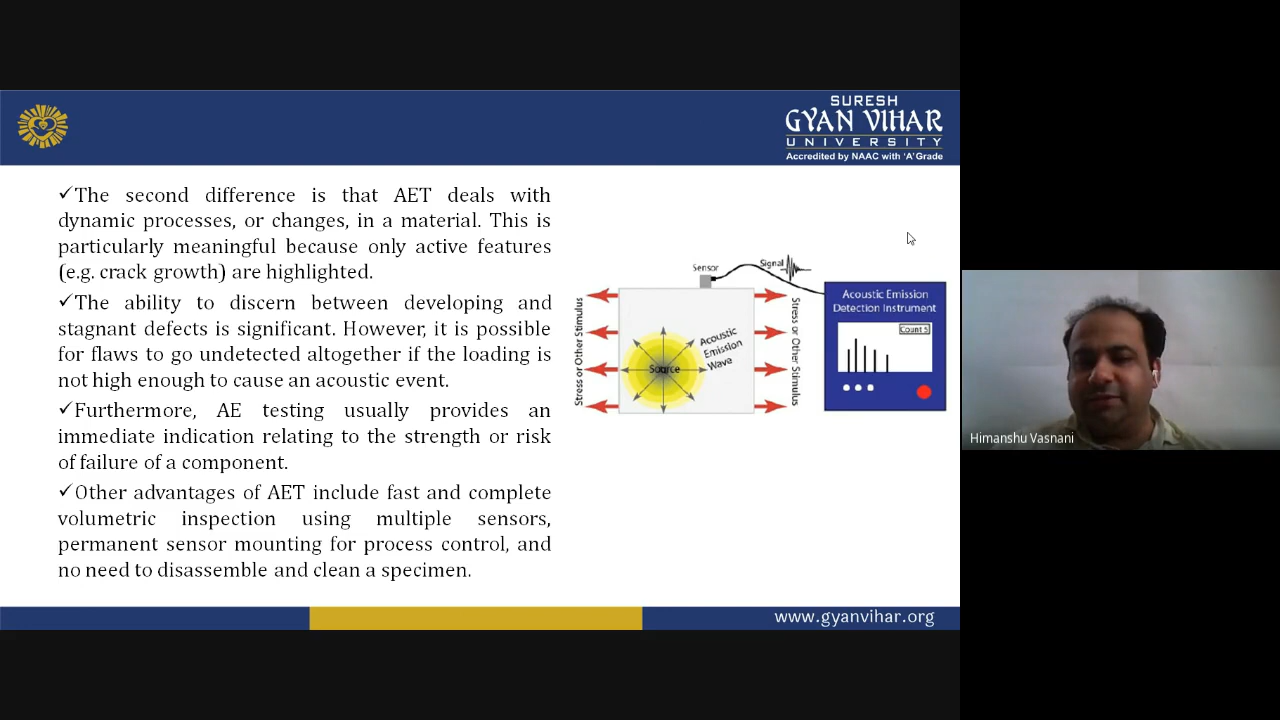 SURESH
GYAN VIHAR
UNIVERSITY
Accredited by NAAC with 'A' Grade
✓The second difference is that AET deals with
dynamic processes, or changes, in a material. This is
particularly meaningful because only active features
(e.g. crack growth) are highlighted.
✓The ability to discern between developing and
stagnant defects is significant. However, it is possible
for flaws to go undetected altogether if the loading is
not high enough to cause an acoustic event.
✓Furthermore, AE testing usually provides an
immediate indication relating to the strength or risk
of failure of a component.
✓Other advantages of AET include fast and complete
volumetric inspection using multiple sensors,
permanent sensor mounting for process control, and
no need to disassemble and clean a specimen.
Sensor
Signal
Stress or Other Stimulus
Source
Acoustic
Emission
Wave
Stress or Other Stimulus
Acoustic Emission
Detection Instrument
Count 5
Himanshu Vasnani
www.gyanvihar.org